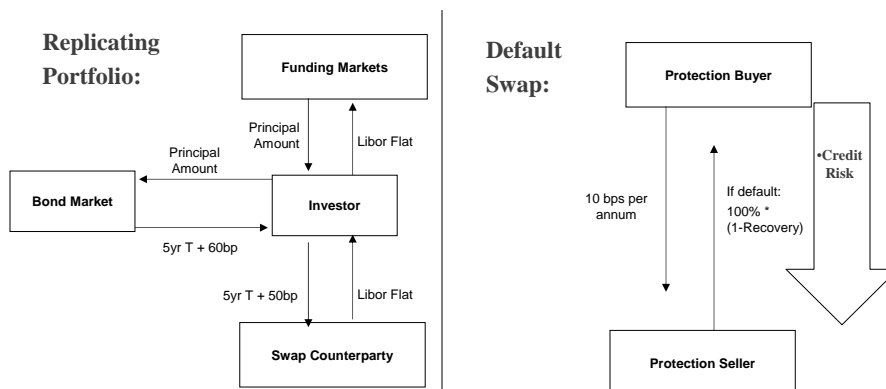 Replicating
Portfolio:
Funding Markets
Principal
Amount
Libor Flat
Principal
Amount
Bond Market
Investor
5yr T + 60bp
5yr T + 50bp
Libor Flat
Swap Counterparty
Default
Swap:
Protection Buyer
•Credit
Risk
10 bps per
annum
If default:
100% *
(1-Recovery)
Protection Seller